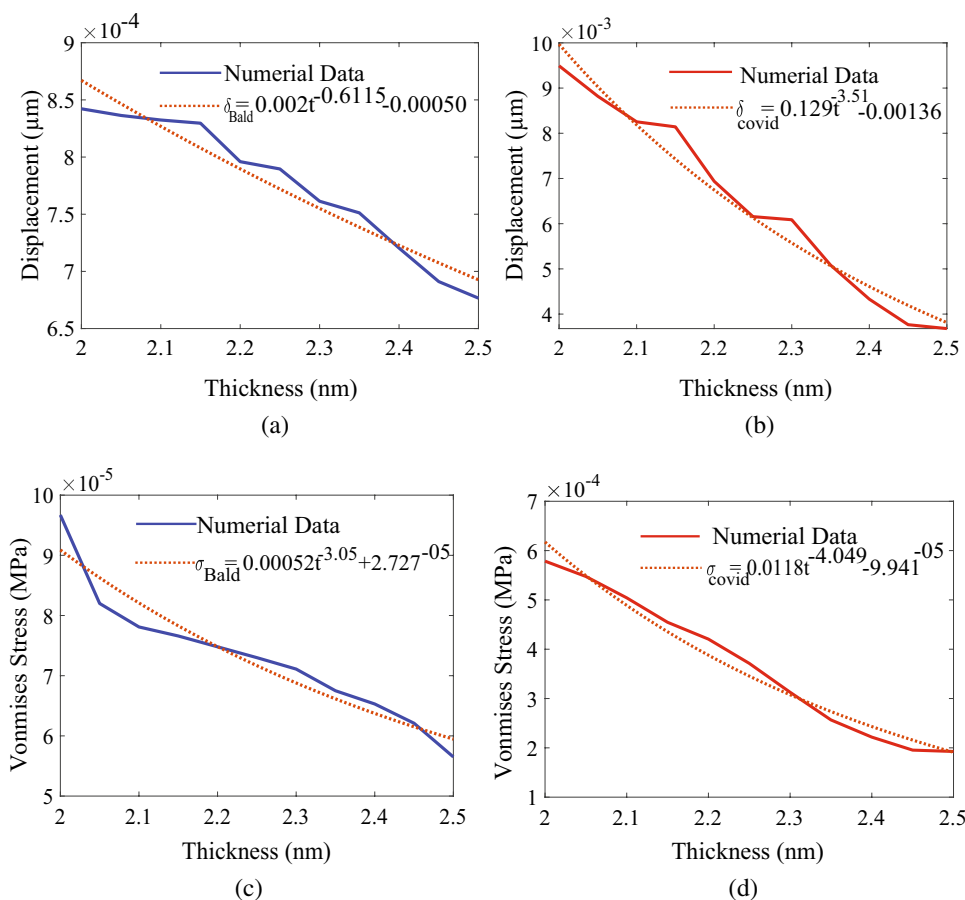 ×10-4
9
8.5
8
7.5
7
6.5
Displacement (μm)
Numerial Data
δBald=0.002t-0.6115-0.00050
2 2.1 2.2 2.3 2.4 2.5
Thickness (nm)
(a)
×10-3
10
9
8
7
6
5
4
Displacement (μm)
Numerial Data
δcovid=0.129t-3.51-0.00136
2 2.1 2.2 2.3 2.4 2.5
Thickness (nm)
(b)
×10-5
10
9
8
7
6
5
Vonmises Stress (MPa)
Numerial Data
σBald=0.00052t-3.05+2.727-05
2 2.1 2.2 2.3 2.4 2.5
Thickness (nm)
(c)
×10-4
7
6
5
4
3
2
1
Vonmises Stress (MPa)
Numerial Data
σcovid=0.0118t-4.049-9.941-05
2 2.1 2.2 2.3 2.4 2.5
Thickness (nm)
(d)